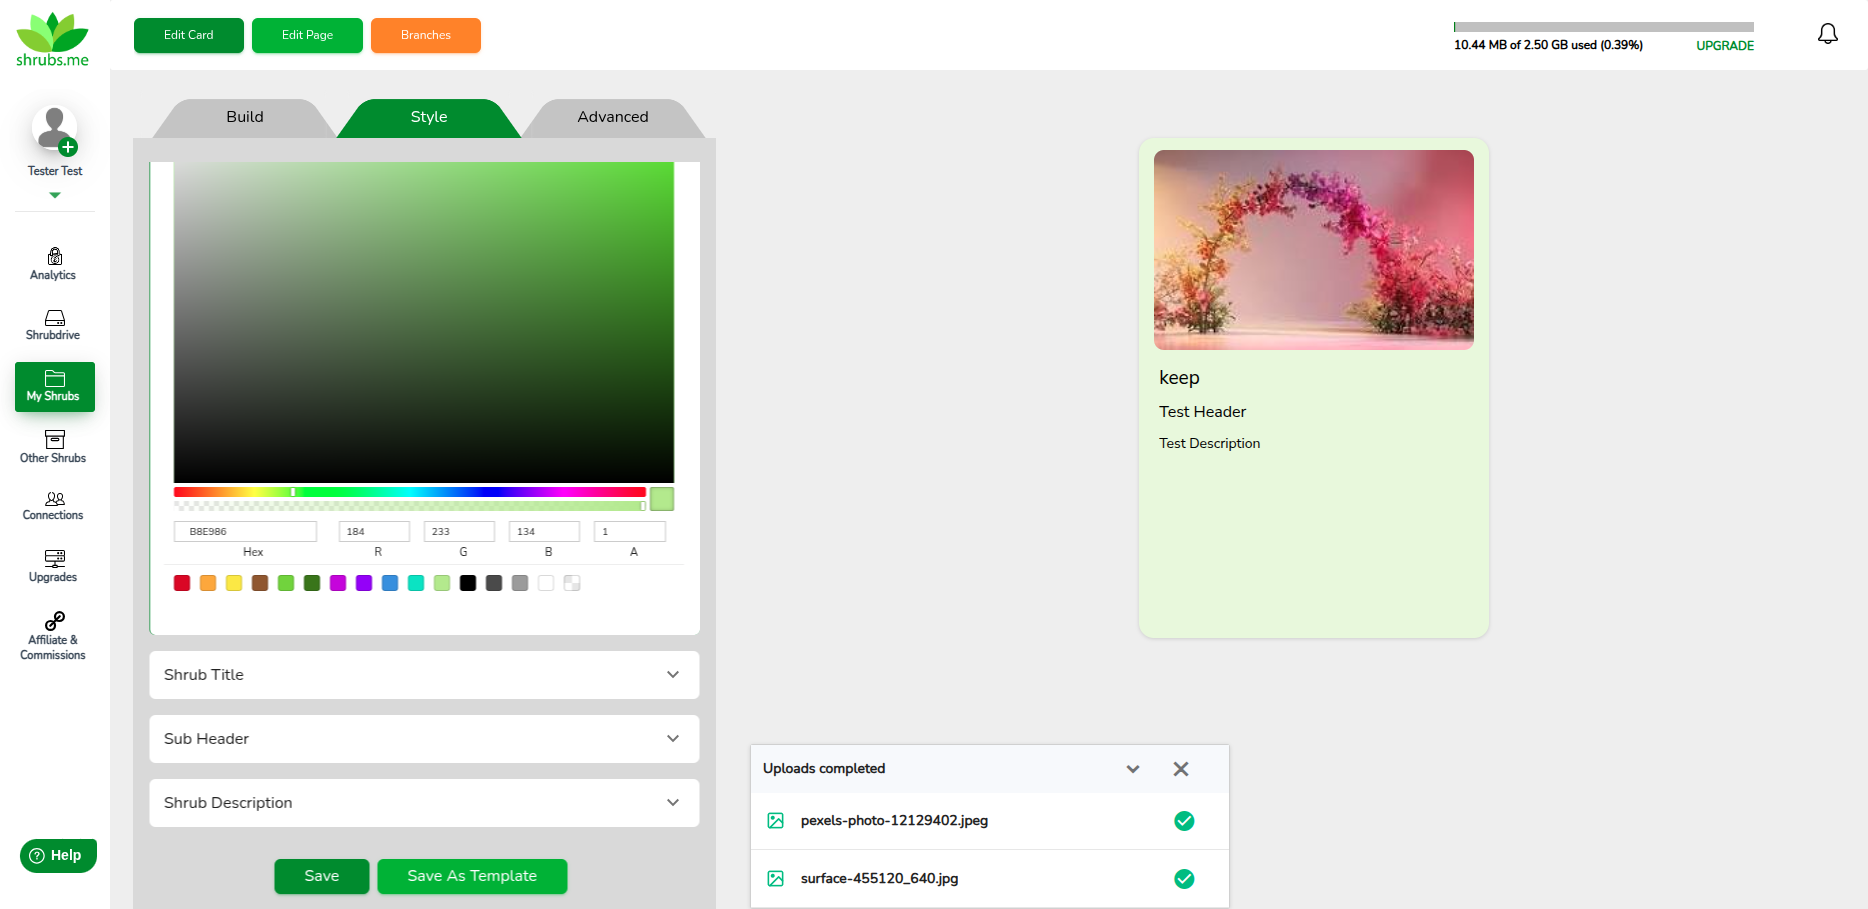 shrubs.me
Edit Card
Edit Page
Branches
10.44 MB of 2.50 GB used (0.39%)
UPGRADE
Tester Test
Analytics
Shrubdrive
My Shrubs
Other Shrubs
Connections
Upgrades
Affiliate &
Commissions
Help
Build
Style
Advanced
B8E986
184
233
134
1
Hex
R
G
B
A
Shrub Title
Sub Header
Shrub Description
Save
Save As Template
keep
Test Header
Test Description
Uploads completed
pexels-photo-12129402.jpeg
surface-455120_640.jpg